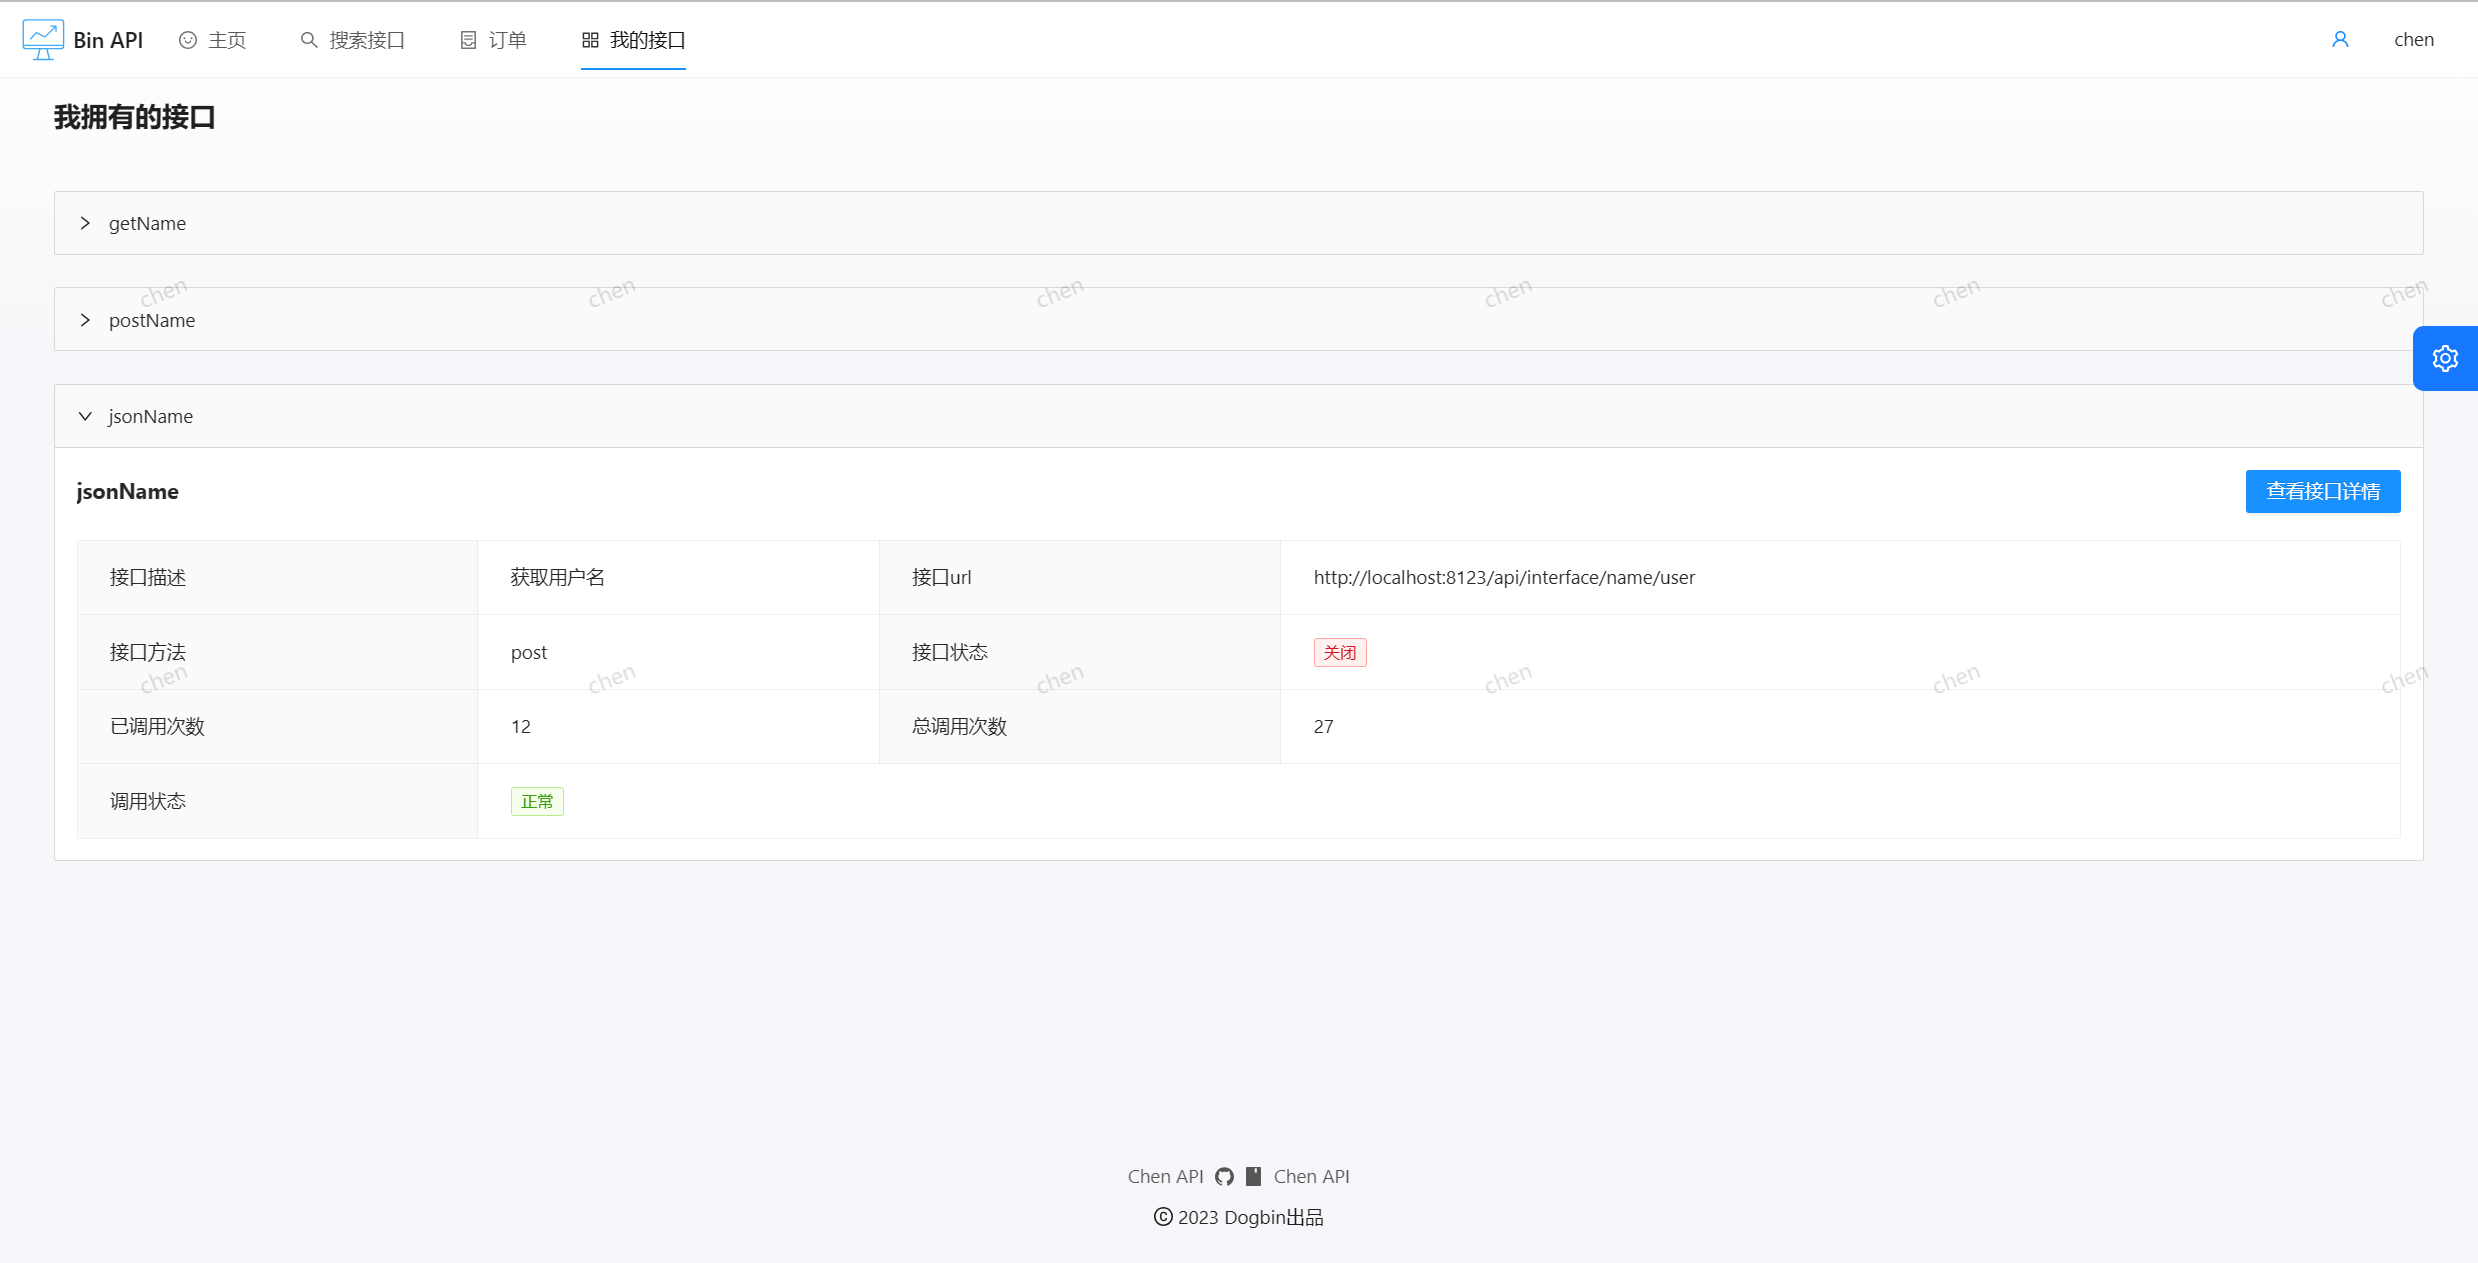 Bin API 主页 搜索接口 订单 我的接口 chen
我拥有的接口
getName
chen chen chen chen chen chen
postName
jsonName
jsonName 查看接口详情
接口描述 获取用户名 接口url http://localhost:8123/api/interface/name/user
接口方法 post 接口状态 关闭
chen chen chen chen chen chen
已调用次数 12 总调用次数 27
调用状态 正常
Chen API Chen API
© 2023 Dogbin出品